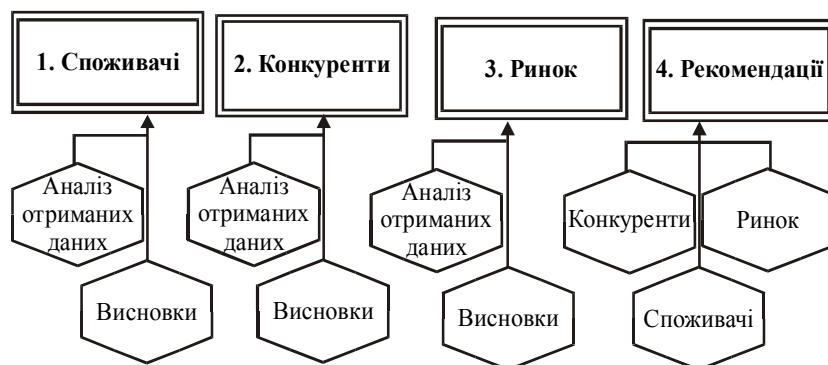 1. Споживачі
2. Конкуренти
3. Ринок
4. Рекомендації
Аналіз
отриманих
даних
Висновки
Аналіз
отриманих
даних
Висновки
Аналіз
отриманих
даних
Висновки
Конкуренти
Ринок
Споживачі